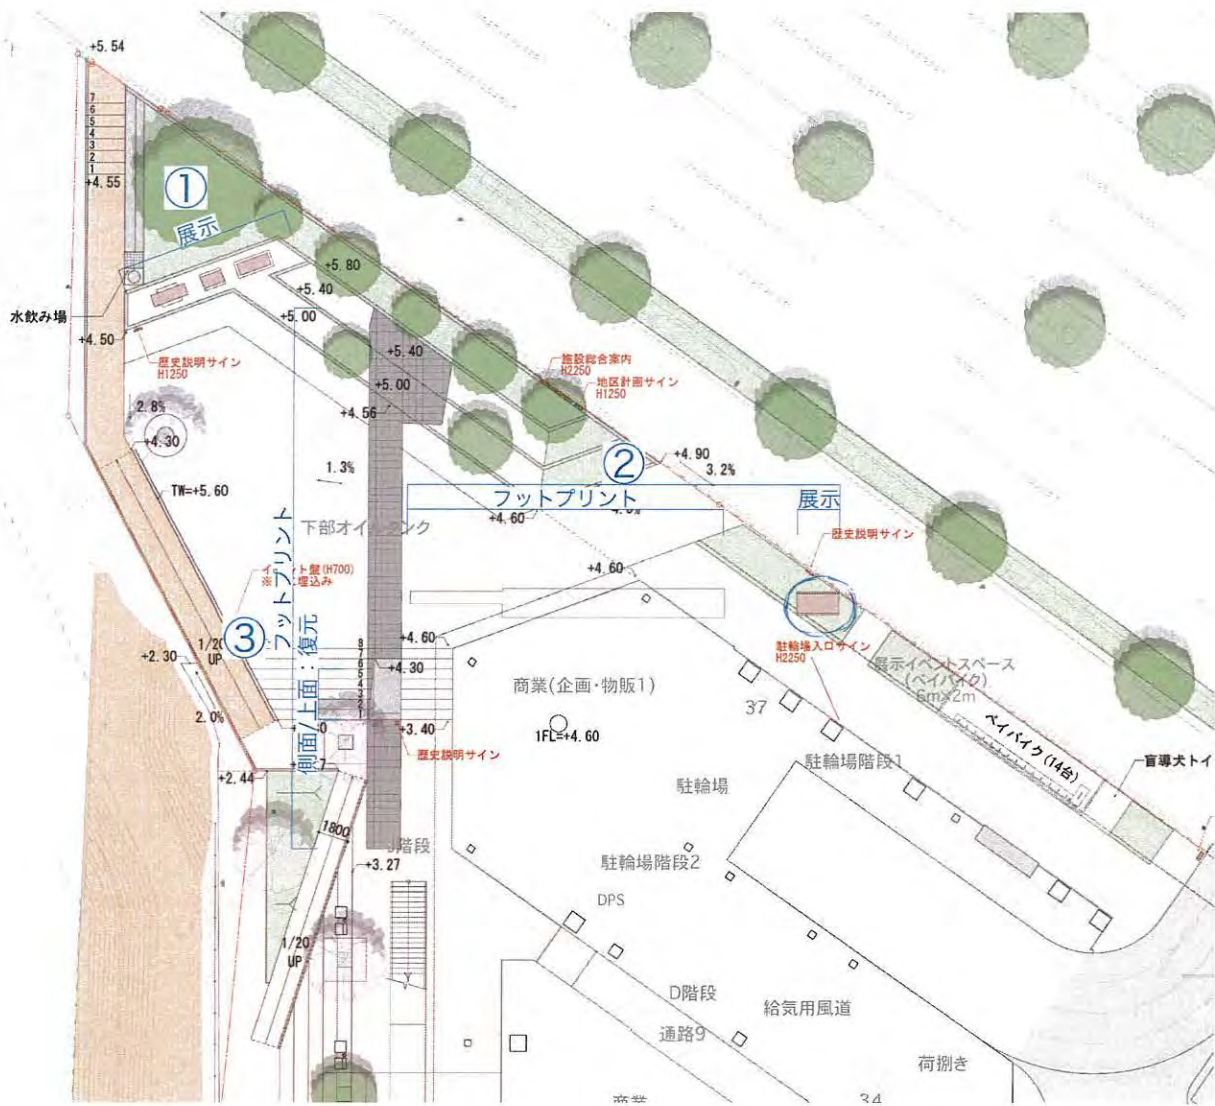 +5.54
7
6
5
4
3
2
1
+4.55
①
展示
水飲み場
+4.50
歴史説明サイン
H1250
+5.80
+5.40
+5.00
+5.40
+5.00
+4.56
施設総合案内
H2250
地区計画サイン
H1250
2.8%
+4.30
TW=+5.60
1.3%
②
+4.90
3.2%
フットプリント
展示
+4.60
下部オイルタンク
歴史説明サイン
+4.60
フットプリント
側面/上面:復元
③
1/20
UP
+2.30
2.0%
8
7
6
5
4
3
2
1
+4.60
+4.30
+3.40
歴史説明サイン
+2.44
商業(企画・物販1)
1FL=+4.60
駐輪場入口サイン
H2250
展示イベントスペース
(ベイバイク)
6m×2m
ベイバイク(14台)
盲導犬トイ
37
駐輪場階段1
駐輪場
駐輪場階段2
DPS
1800
階段
+3.27
1/20
UP
D階段
通路9
給気用風道
荷捌き
商業
34